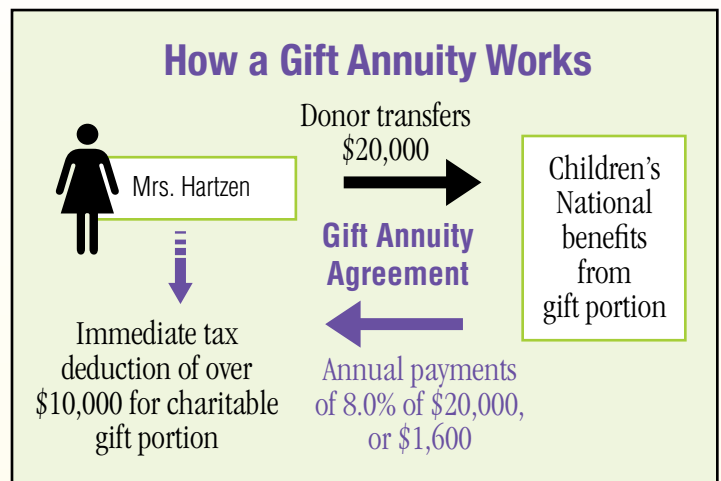 How a Gift Annuity Works
Donor transfers
$20,000
Mrs. Hartzen
Children’s
National
benefits
from
gift portion
Gift Annuity
Agreement
Immediate tax
deduction of over
$10,000 for charitable
gift portion
Annual payments
of 8.0% of $20,000,
or $1,600